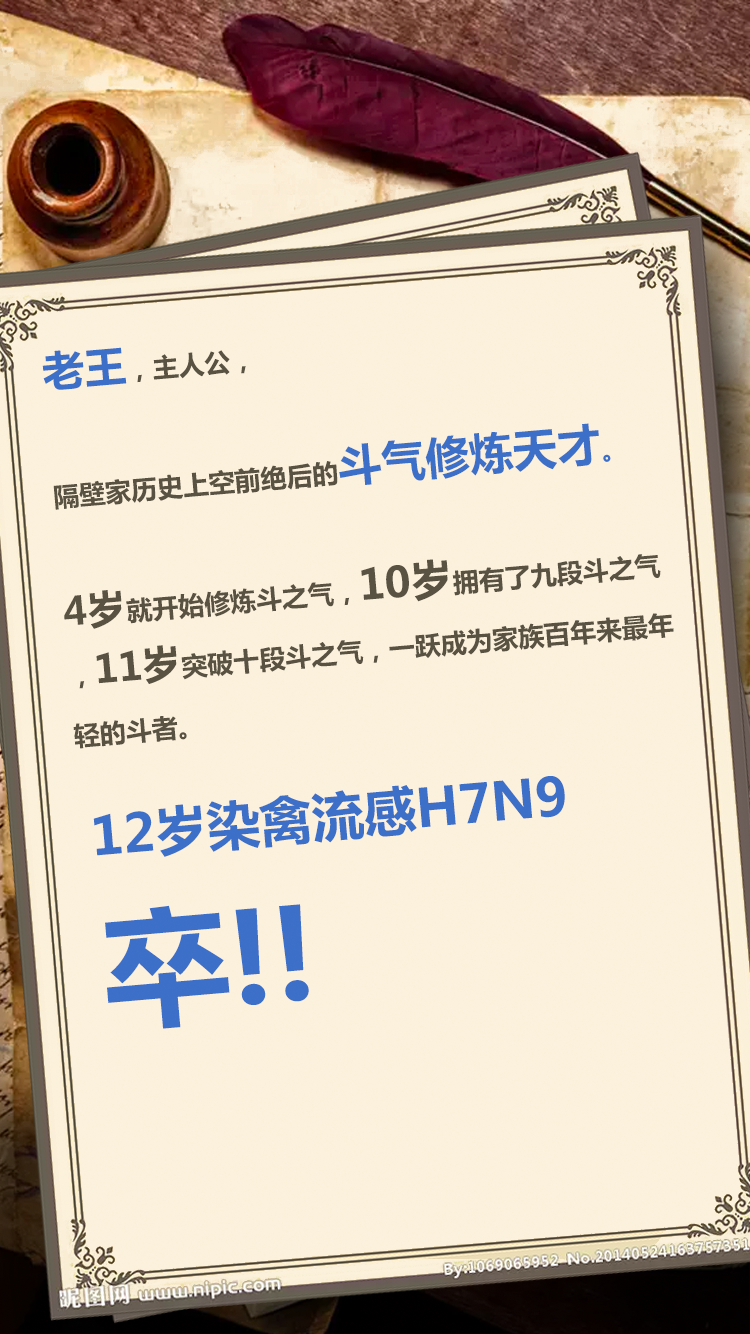 老王，主人公，
隔壁家历史上空前绝后的斗气修炼天才。
4岁就开始修炼斗之气，10岁拥有了九段斗之气
，11岁突破十段斗之气，一跃成为家族百年来最年
轻的斗者。
12岁染禽流感H7N9
卒!!
昵图网 www.nipic.com
By:1069065952 No.20140524163757351